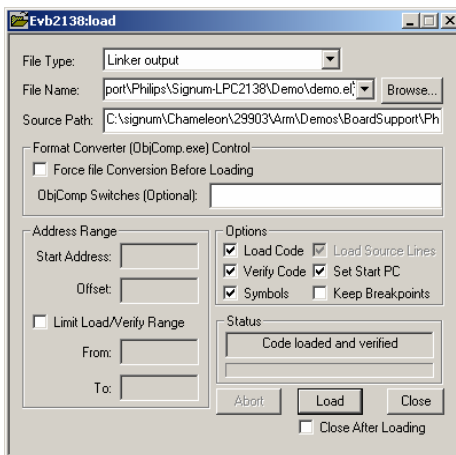 Evb2138:load
File Type: Linker output
File Name: port\Philips\Signum-LPC2138\Demo\demo.el Browse...
Source Path: C:\signum\Chameleon\29903\Arm\Demos\BoardSupport\Ph
Format Converter (ObjComp.exe) Control
Force file Conversion Before Loading
ObjComp Switches (Optional):
Address Range
Start Address:
Offset:
Limit Load/Verify Range
From:
To:
Options
Load Code Load Source Lines
Verify Code Set Start PC
Symbols Keep Breakpoints
Status
Code loaded and verified
Abort Load Close
Close After Loading